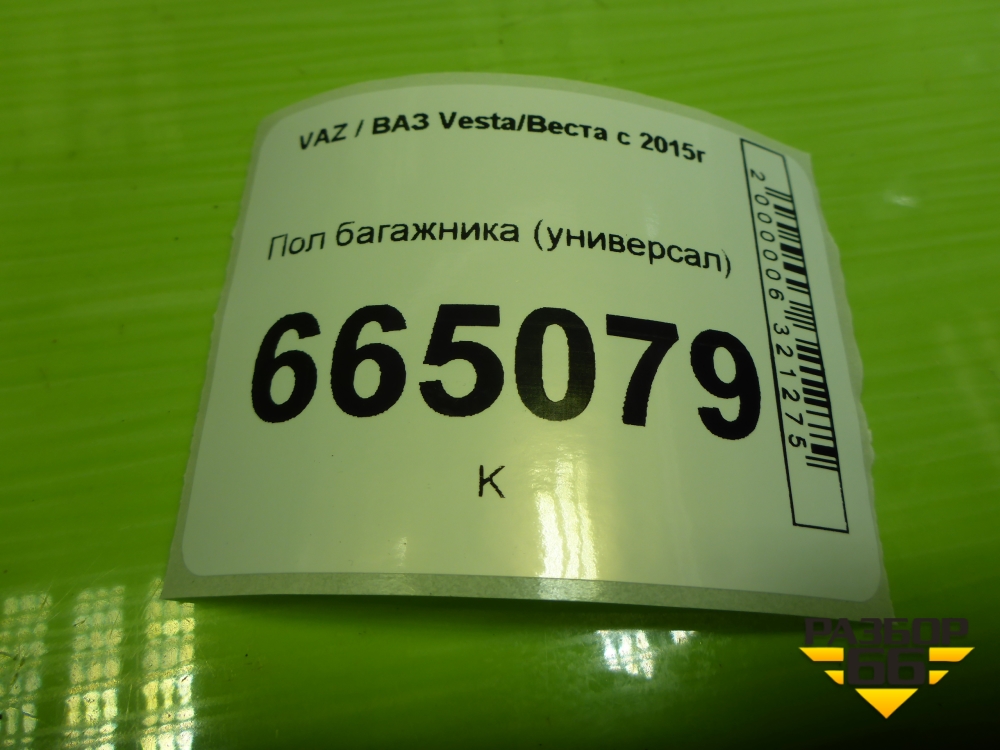 VAZ / ВАЗ Vesta/Веста с 2015г
Пол багажника (универсал)
665079
К
2000006321275
РАЗБОР
66